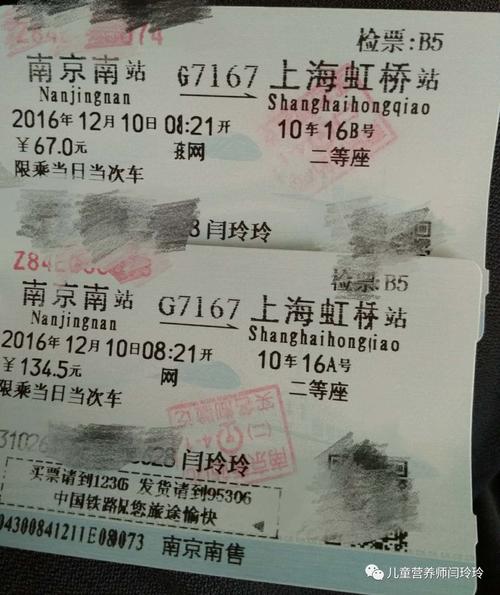 检票:B5
南京南站 G7167 上海虹桥站
Nanjingnan Shanghaihongqiao
2016年12月10日08:21开 10车16B号
￥67.0元 网 二等座
限乘当日当次车
闫玲玲
检票:B5
南京南站 G7167 上海虹桥站
Nanjingnan Shanghaihongqiao
2016年12月10日08:21开 10车16A号
￥134.5元 网 二等座
限乘当日当次车
闫玲玲
买票请到12306 发货请到95306
中国铁路祝您旅途愉快
04300841211E08073 南京南售
儿童营养师闫玲玲